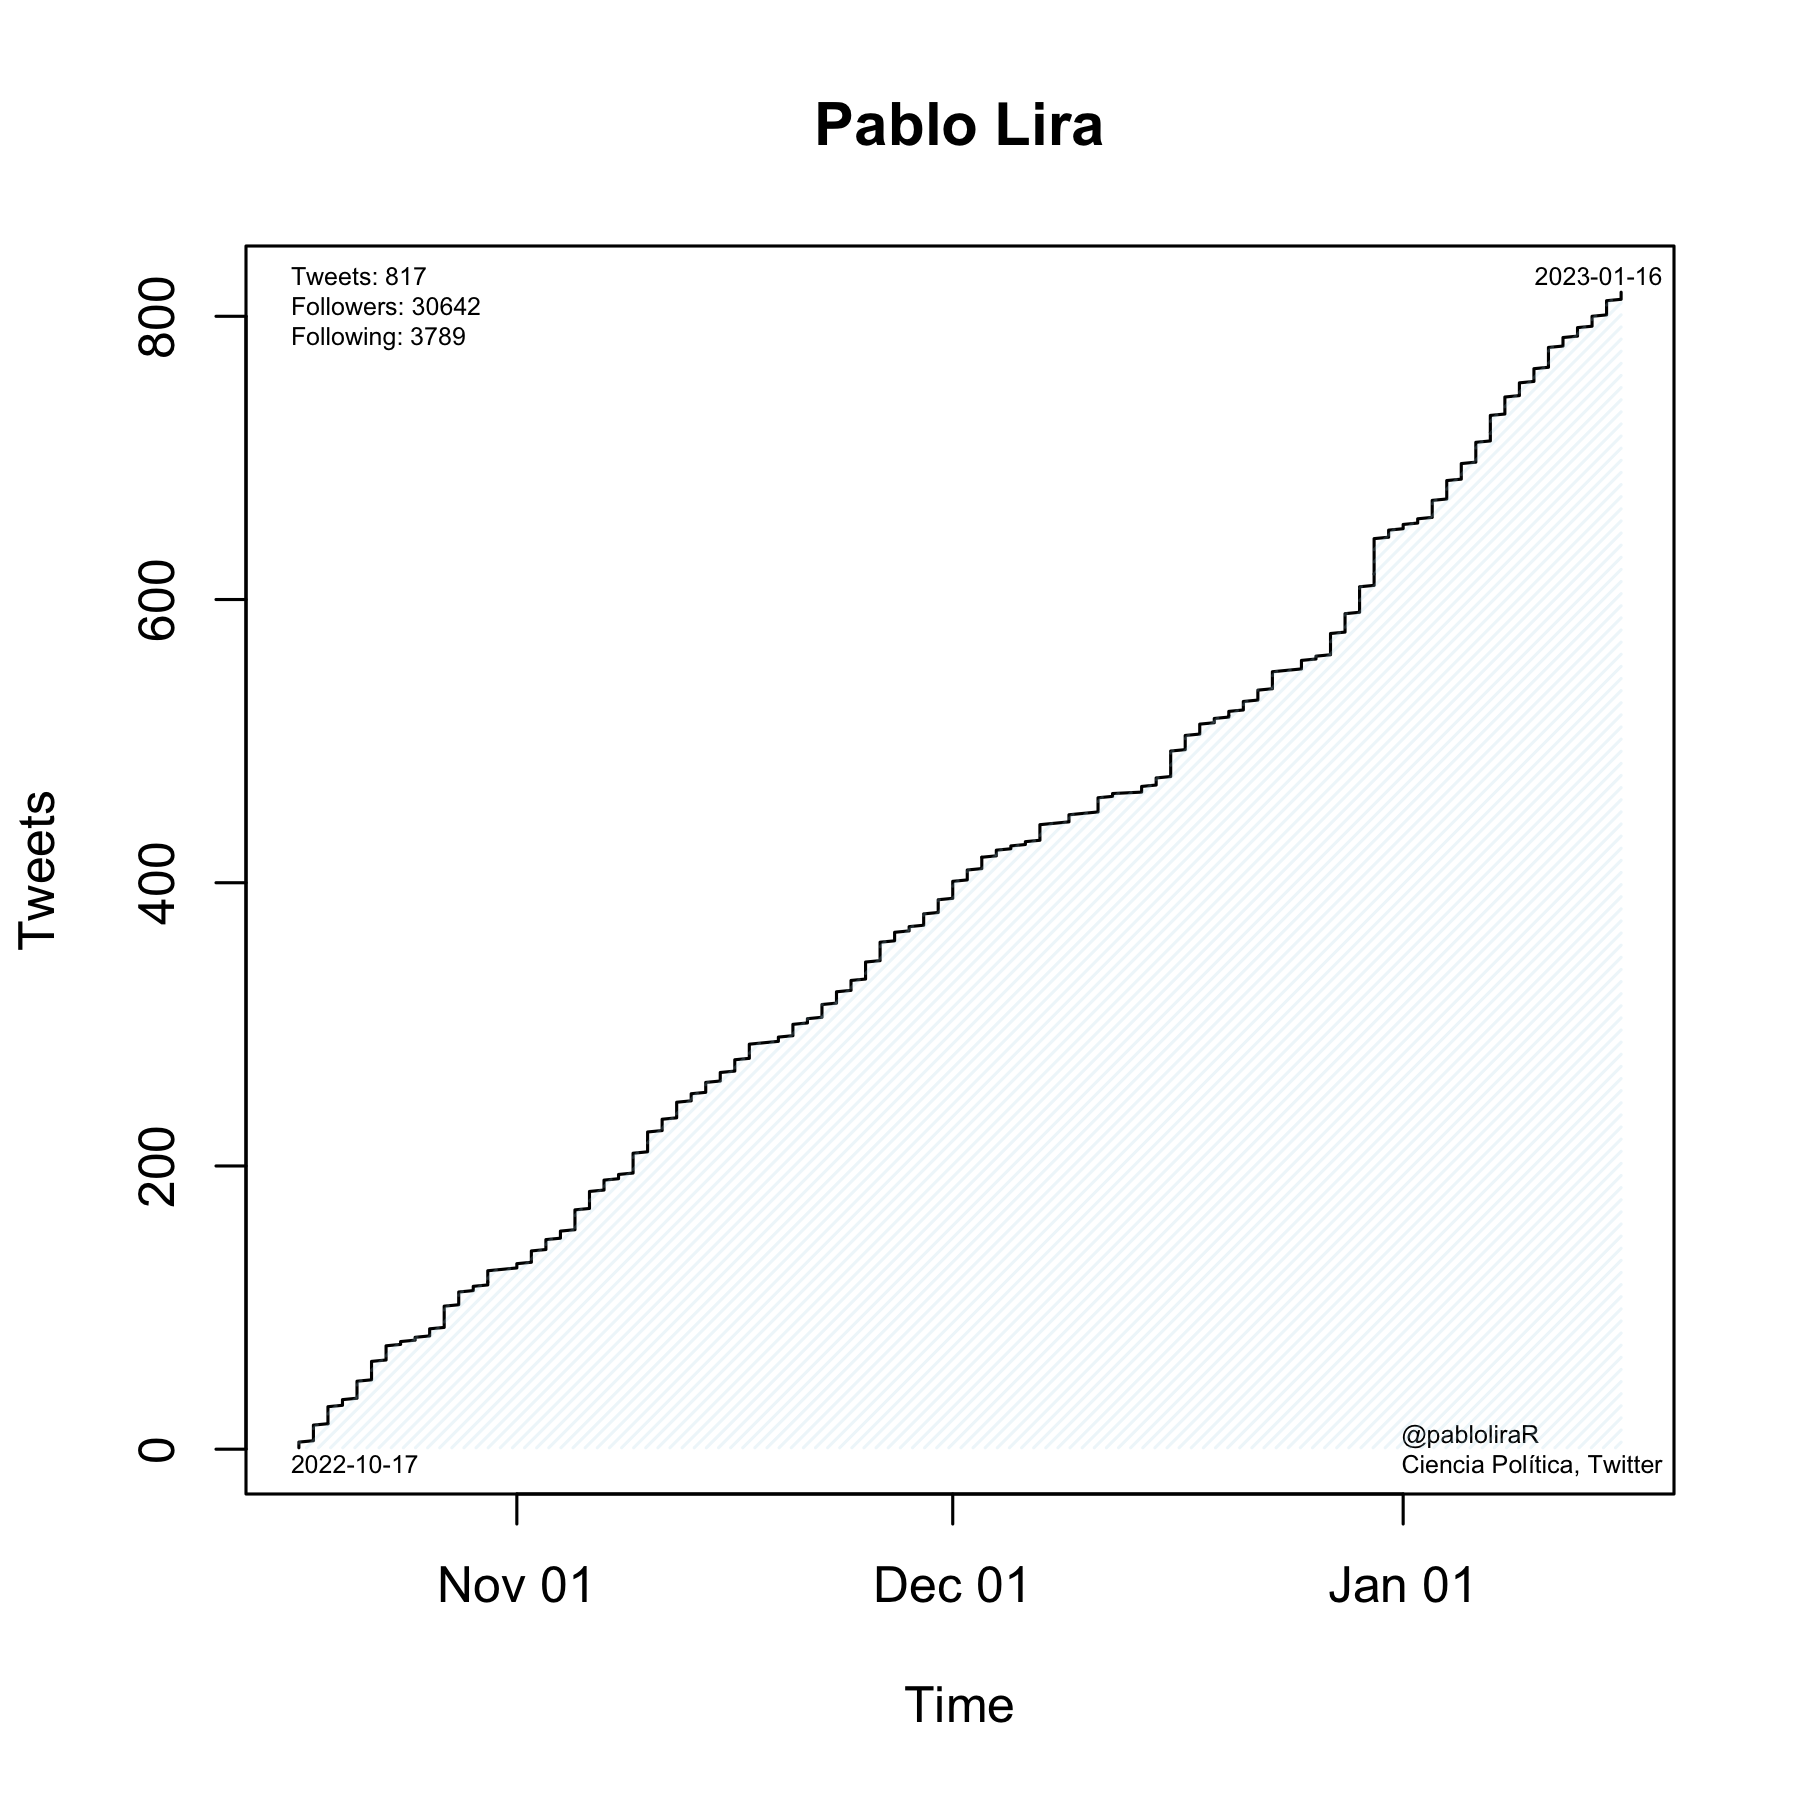 Pablo Lira
Tweets: 817
Followers: 30642
Following: 3789
2023-01-16
800
600
400
200
0
Tweets
2022-10-17
@pabloliraR
Ciencia Política, Twitter
Nov 01
Dec 01
Jan 01
Time